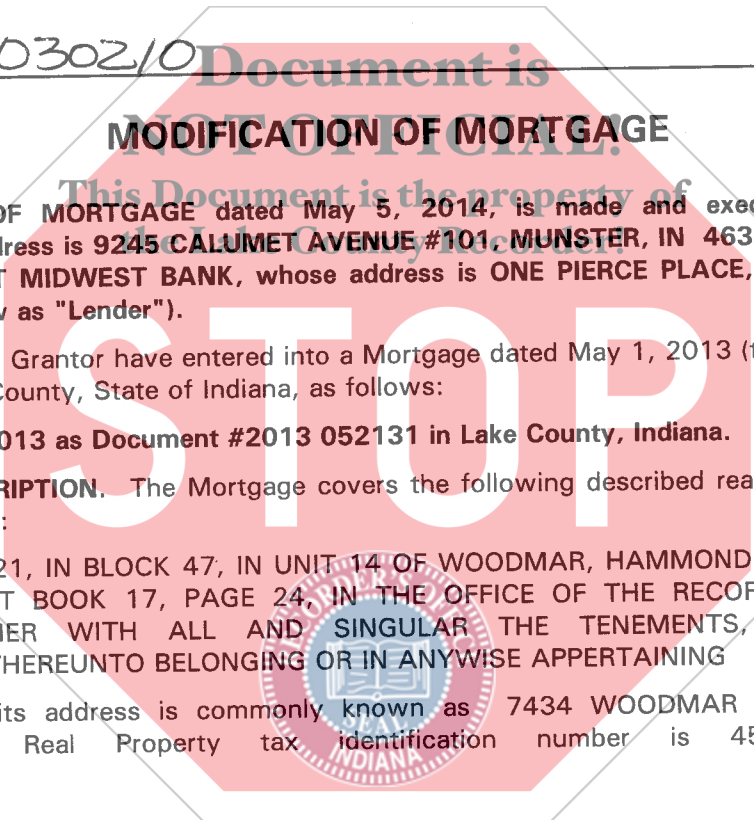 030210
Document is
MODIFICATION OF MORTGAGE
NOT OFFICIAL!
This Document is the property of
OF MORTGAGE dated May 5, 2014, is made and exec
dress is 9245 CALUMET AVENUE #101, MUNSTER, IN 463
the Lake County Recorder!
T MIDWEST BANK, whose address is ONE PIERCE PLACE,
w as "Lender").
Grantor have entered into a Mortgage dated May 1, 2013 (t
County, State of Indiana, as follows:
013 as Document #2013 052131 in Lake County, Indiana.
RIPTION. The Mortgage covers the following described rea
:
21, IN BLOCK 47, IN UNIT 14 OF WOODMAR, HAMMOND
T BOOK 17, PAGE 24, IN THE OFFICE OF THE RECOR
HER WITH ALL AND SINGULAR THE TENEMENTS,
THEREUNTO BELONGING OR IN ANYWISE APPERTAINING
its address is commonly known as 7434 WOODMAR
Real Property tax identification number is 45
STOP
RECORDER'S OFFICE
SEAL
INDIANA